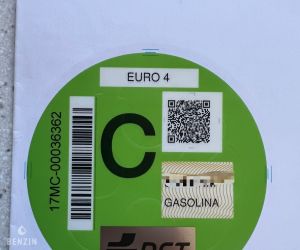 EURO 4
17MC-00036362
C
GASOLINA
DGT
BENZIN